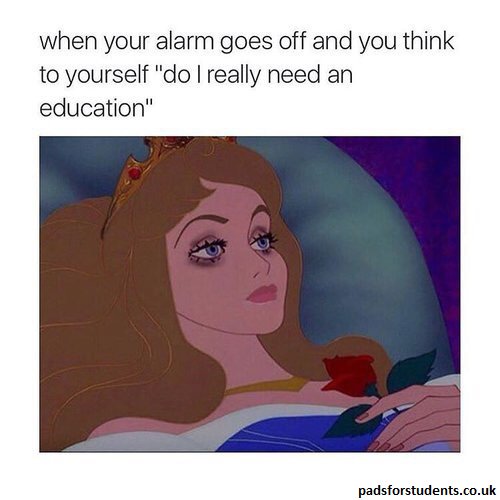 when your alarm goes off and you think
to yourself "do I really need an
education"
padsforstudents.co.uk